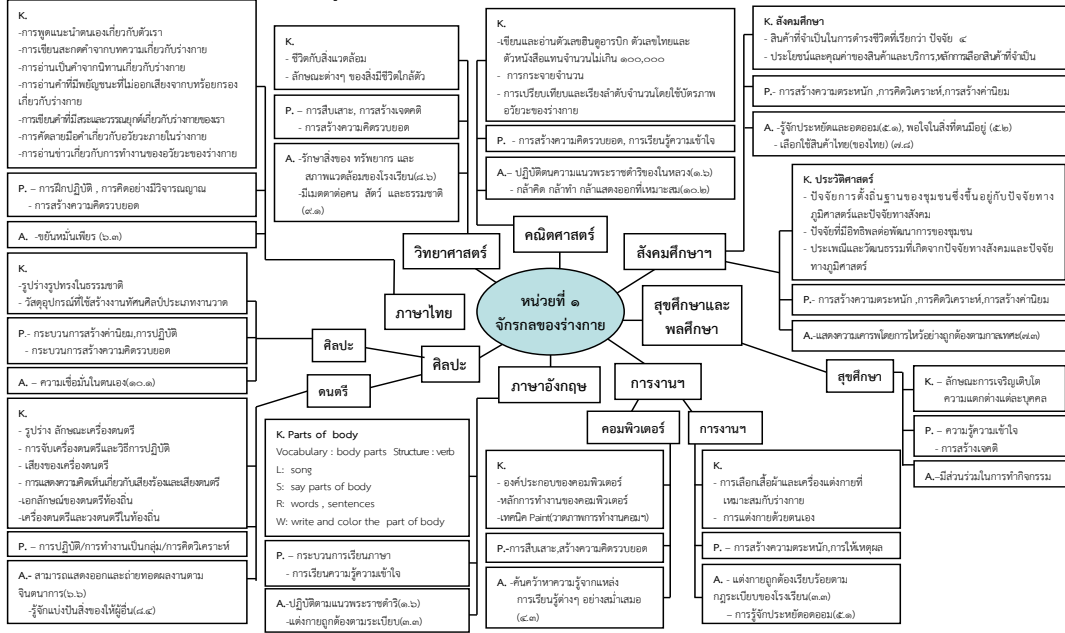 K.
-การพูดแนะนำตนเองเกี่ยวกับตัวเรา
-การเขียนสะกดคำจากบทความเกี่ยวกับร่างกาย
-การอ่านเป็นคำจากนิทานเกี่ยวกับร่างกาย
-การอ่านคำที่มีพยัญชนะที่ไม่ออกเสียงจากบทร้อยกรอง
เกี่ยวกับร่างกาย
-การเขียนคำที่มีสระและวรรณยุกต์เกี่ยวกับร่างกายของเรา
-การคัดลายมือคำเกี่ยวกับอวัยวะภายในร่างกาย
-การอ่านข่าวเกี่ยวกับการทำงานของอวัยวะของร่างกาย
P. – การฝึกปฏิบัติ , การคิดอย่างมีวิจารณญาณ
- การสร้างความคิดรวบยอด
A. -ขยันหมั่นเพียร (๖.๓)
K.
- ชีวิตกับสิ่งแวดล้อม
- ลักษณะต่างๆ ของสิ่งมีชีวิตใกล้ตัว
P. – การสืบเสาะ, การสร้างเจตคติ
- การสร้างความคิดรวบยอด
A. -รักษาสิ่งของ ทรัพยากร และ
สภาพแวดล้อมของโรงเรียน(๘.๖)
-มีเมตตาต่อคน สัตว์ และธรรมชาติ
(๙.๑)
K.
-เขียนและอ่านตัวเลขฮินดูอารบิก ตัวเลขไทยและ
ตัวหนังสือแทนจำนวนไม่เกิน ๑๐๐,๐๐๐
- การกระจายจำนวน
- การเปรียบเทียบและเรียงลำดับจำนวนโดยใช้บัตรภาพ
อวัยวะของร่างกาย
P. - การสร้างความคิดรวบยอด, การเรียนรู้ความเข้าใจ
A.– ปฏิบัติตนความแนวพระราชดำริของในหลวง(๑.๖)
- กล้าคิด กล้าทำ กล้าแสดงออกที่เหมาะสม(๑๐.๒)
K. สังคมศึกษา
- สินค้าที่จำเป็นในการดำรงชีวิตที่เรียกว่า ปัจจัย ๔
- ประโยชน์และคุณค่าของสินค้าและบริการ,หลักการเลือกสินค้าที่จำเป็น
P.- การสร้างความตระหนัก ,การคิดวิเคราะห์,การสร้างค่านิยม
A. -รู้จักประหยัดและอดออม(๕.๑), พอใจในสิ่งที่ตนมีอยู่ (๕.๒)
- เลือกใช้สินค้าไทย(ของไทย) (๗.๘)
K. ประวัติศาสตร์
- ปัจจัยการตั้งถิ่นฐานของชุมชนซึ่งขึ้นอยู่กับปัจจัยทาง
ภูมิศาสตร์และปัจจัยทางสังคม
- ปัจจัยที่มีอิทธิพลต่อพัฒนาการของชุมชน
- ประเพณีและวัฒนธรรมที่เกิดจากปัจจัยทางสังคมและปัจจัย
ทางภูมิศาสตร์
P.- การสร้างความตระหนัก ,การคิดวิเคราะห์,การสร้างค่านิยม
A.-แสดงความเคารพโดยการไหว้อย่างถูกต้องตามกาลเทศะ(๗.๓)
วิทยาศาสตร์
คณิตศาสตร์
สังคมศึกษาฯ
ภาษาไทย
หน่วยที่ ๑
จักรกลของร่างกาย
สุขศึกษาและ
พลศึกษา
ศิลปะ
ศิลปะ
ดนตรี
ภาษาอังกฤษ
การงานฯ
สุขศึกษา
คอมพิวเตอร์
การงานฯ
K.
-รูปร่างรูปทรงในธรรมชาติ
- วัสดุอุปกรณ์ที่ใช้สร้างงานทัศนศิลป์ประเภทงานวาด
P.- กระบวนการสร้างค่านิยม,การปฏิบัติ
- กระบวนการสร้างความคิดรวบยอด
A. – ความเชื่อมั่นในตนเอง(๑๐.๑)
K.
- รูปร่าง ลักษณะเครื่องดนตรี
- การจับเครื่องดนตรีและวิธีการปฏิบัติ
- เสียงของเครื่องดนตรี
- การแสดงความคิดเห็นเกี่ยวกับเสียงร้องและเสียงดนตรี
-เอกลักษณ์ของดนตรีท้องถิ่น
-เครื่องดนตรีและวงดนตรีในท้องถิ่น
P. – การปฏิบัติ/การทำงานเป็นกลุ่ม/การคิดวิเคราะห์
A.- สามารถแสดงออกและถ่ายทอดผลงานตาม
จินตนาการ(๖.๖)
-รู้จักแบ่งปันสิ่งของให้ผู้อื่น(๘.๔)
K. Parts of body
Vocabulary : body parts Structure : verb
L: song
S: say parts of body
R: words , sentences
W: write and color the part of body
P. – กระบวนการเรียนภาษา
- การเรียนความรู้ความเข้าใจ
A.-ปฏิบัติตามแนวพระราชดำริ(๑.๖)
-แต่งกายถูกต้องตามระเบียบ(๓.๓)
K.
- องค์ประกอบของคอมพิวเตอร์
-หลักการทำงานของคอมพิวเตอร์
-เทคนิค Paint(วาดภาพการทำงานคอมฯ)
P.-การสืบเสาะ,สร้างความคิดรวบยอด
A. -ค้นคว้าหาความรู้จากแหล่ง
การเรียนรู้ต่างๆ อย่างสม่ำเสมอ
(๔.๓)
K.
- การเลือกเสื้อผ้าและเครื่องแต่งกายที่
เหมาะสมกับร่างกาย
- การแต่งกายด้วยตนเอง
P. – การสร้างความตระหนัก,การให้เหตุผล
A. - แต่งกายถูกต้องเรียบร้อยตาม
กฎระเบียบของโรงเรียน(๓.๓)
– การรู้จักประหยัดอดออม(๕.๑)
K. – ลักษณะการเจริญเติบโต
ความแตกต่างแต่ละบุคคล
P. – ความรู้ความเข้าใจ
- การสร้างเจคติ
A.–มีส่วนร่วมในการทำกิจกรรม